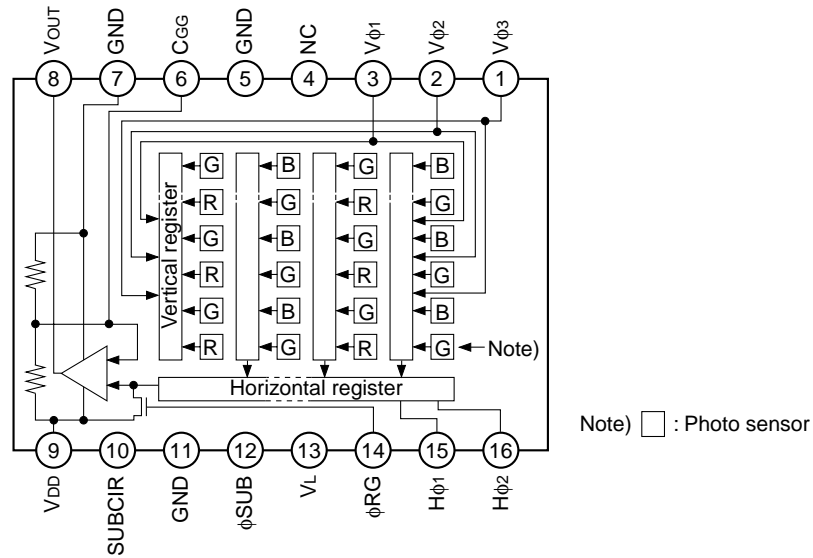 VOUT
GND
CGG
GND
NC
Vφ1
Vφ2
Vφ3
8
7
6
5
4
3
2
1
G B G B
R G R G
G B G B
R G R G
G B G B
R G R G
Vertical register
Note)
Horizontal register
Note) : Photo sensor
9
10
11
12
13
14
15
16
VDD
SUBCIR
GND
φSUB
VL
φRG
Hφ1
Hφ2